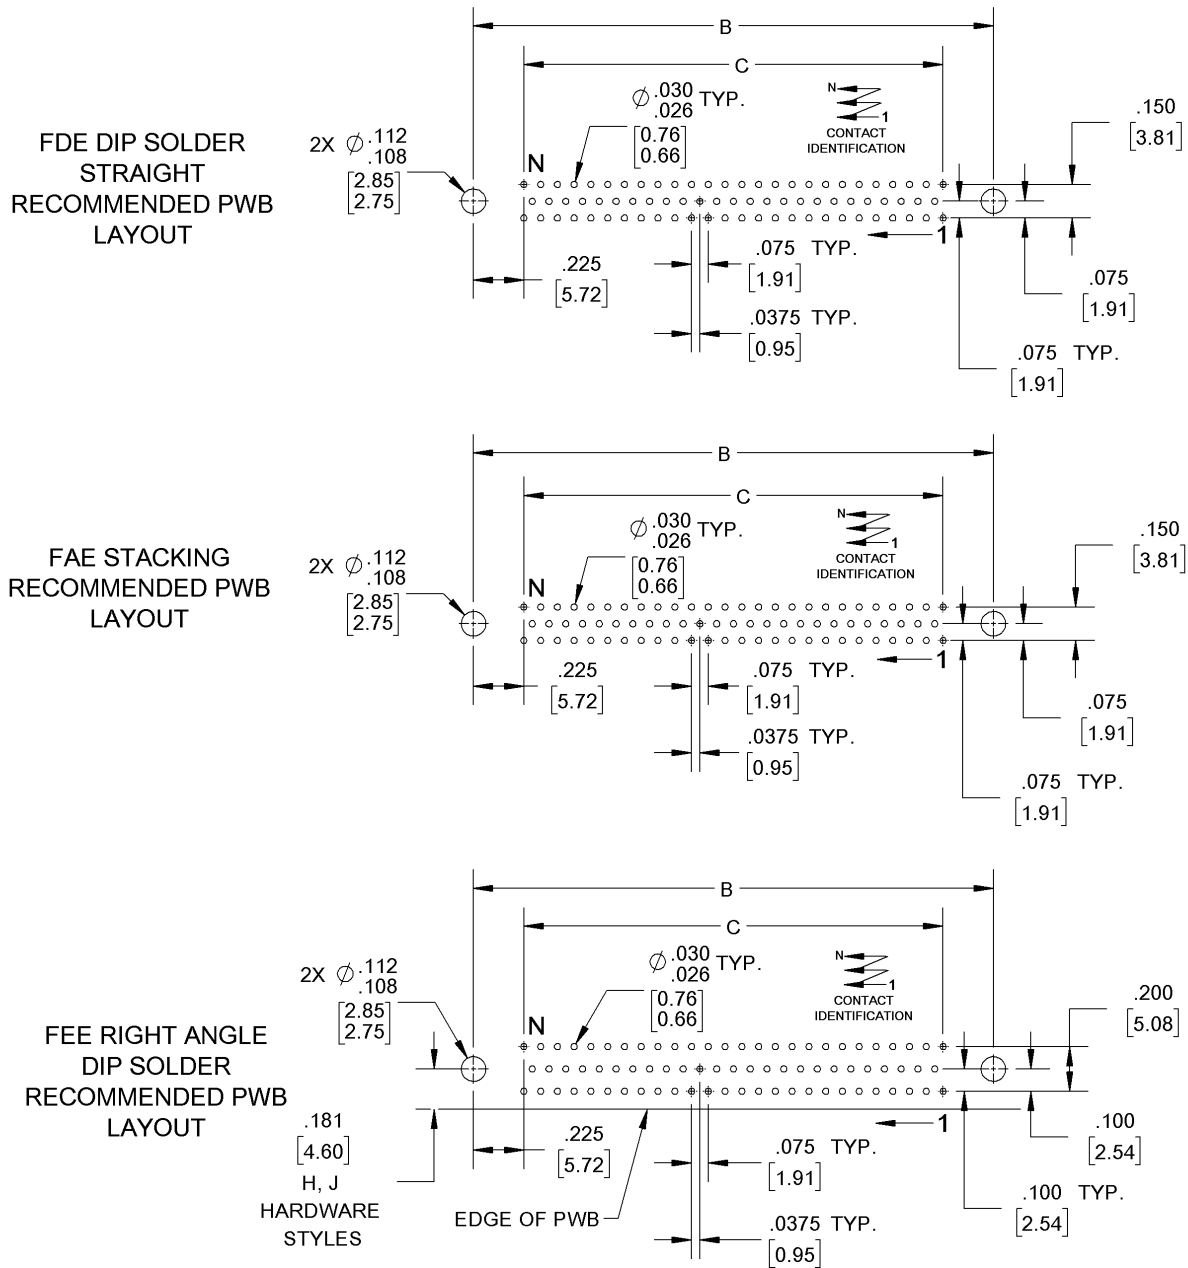 B
C
Ø .030 TYP.
.026
[0.76]
[0.66]
N
1
CONTACT
IDENTIFICATION
.150
[3.81]
FDE DIP SOLDER
STRAIGHT
RECOMMENDED PWB
LAYOUT
2X Ø .112
.108
[2.85]
[2.75]
N
1
.225
[5.72]
.075 TYP.
[1.91]
.075
[1.91]
.0375 TYP.
[0.95]
.075 TYP.
[1.91]
B
C
Ø .030 TYP.
.026
[0.76]
[0.66]
N
1
CONTACT
IDENTIFICATION
.150
[3.81]
FAE STACKING
RECOMMENDED PWB
LAYOUT
2X Ø .112
.108
[2.85]
[2.75]
N
1
.225
[5.72]
.075 TYP.
[1.91]
.075
[1.91]
.0375 TYP.
[0.95]
.075 TYP.
[1.91]
B
C
Ø .030 TYP.
.026
[0.76]
[0.66]
N
1
CONTACT
IDENTIFICATION
.200
[5.08]
FEE RIGHT ANGLE
DIP SOLDER
RECOMMENDED PWB
LAYOUT
2X Ø .112
.108
[2.85]
[2.75]
N
1
.181
[4.60]
H, J
HARDWARE
STYLES
.225
[5.72]
EDGE OF PWB
.075 TYP.
[1.91]
.100
[2.54]
.0375 TYP.
[0.95]
.100 TYP.
[2.54]